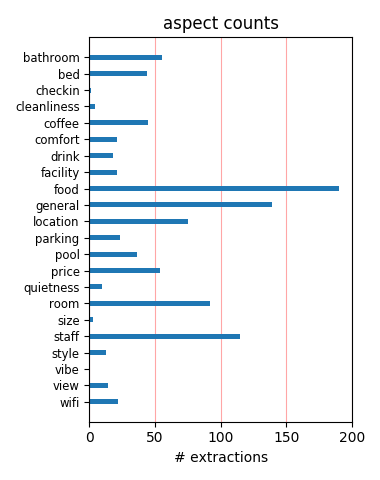 aspect counts
bathroom
bed
checkin
cleanliness
coffee
comfort
drink
facility
food
general
location
parking
pool
price
quietness
room
size
staff
style
vibe
view
wifi
0 50 100 150 200
# extractions